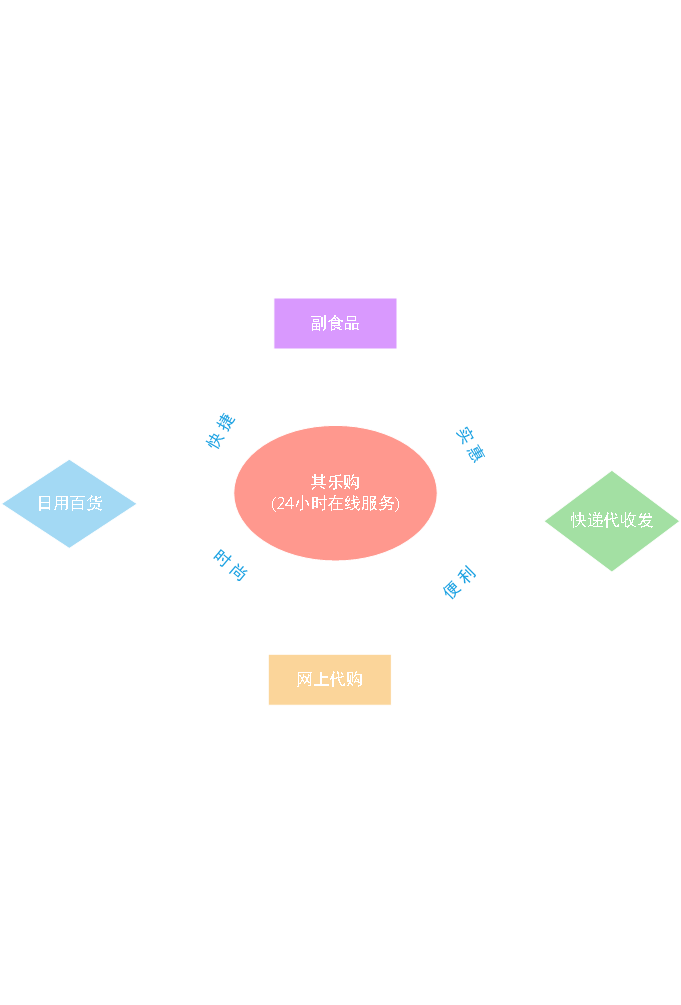 副食品
快捷
实惠
其乐购
(24小时在线服务)
日用百货
快递代收发
时尚
便利
网上代购